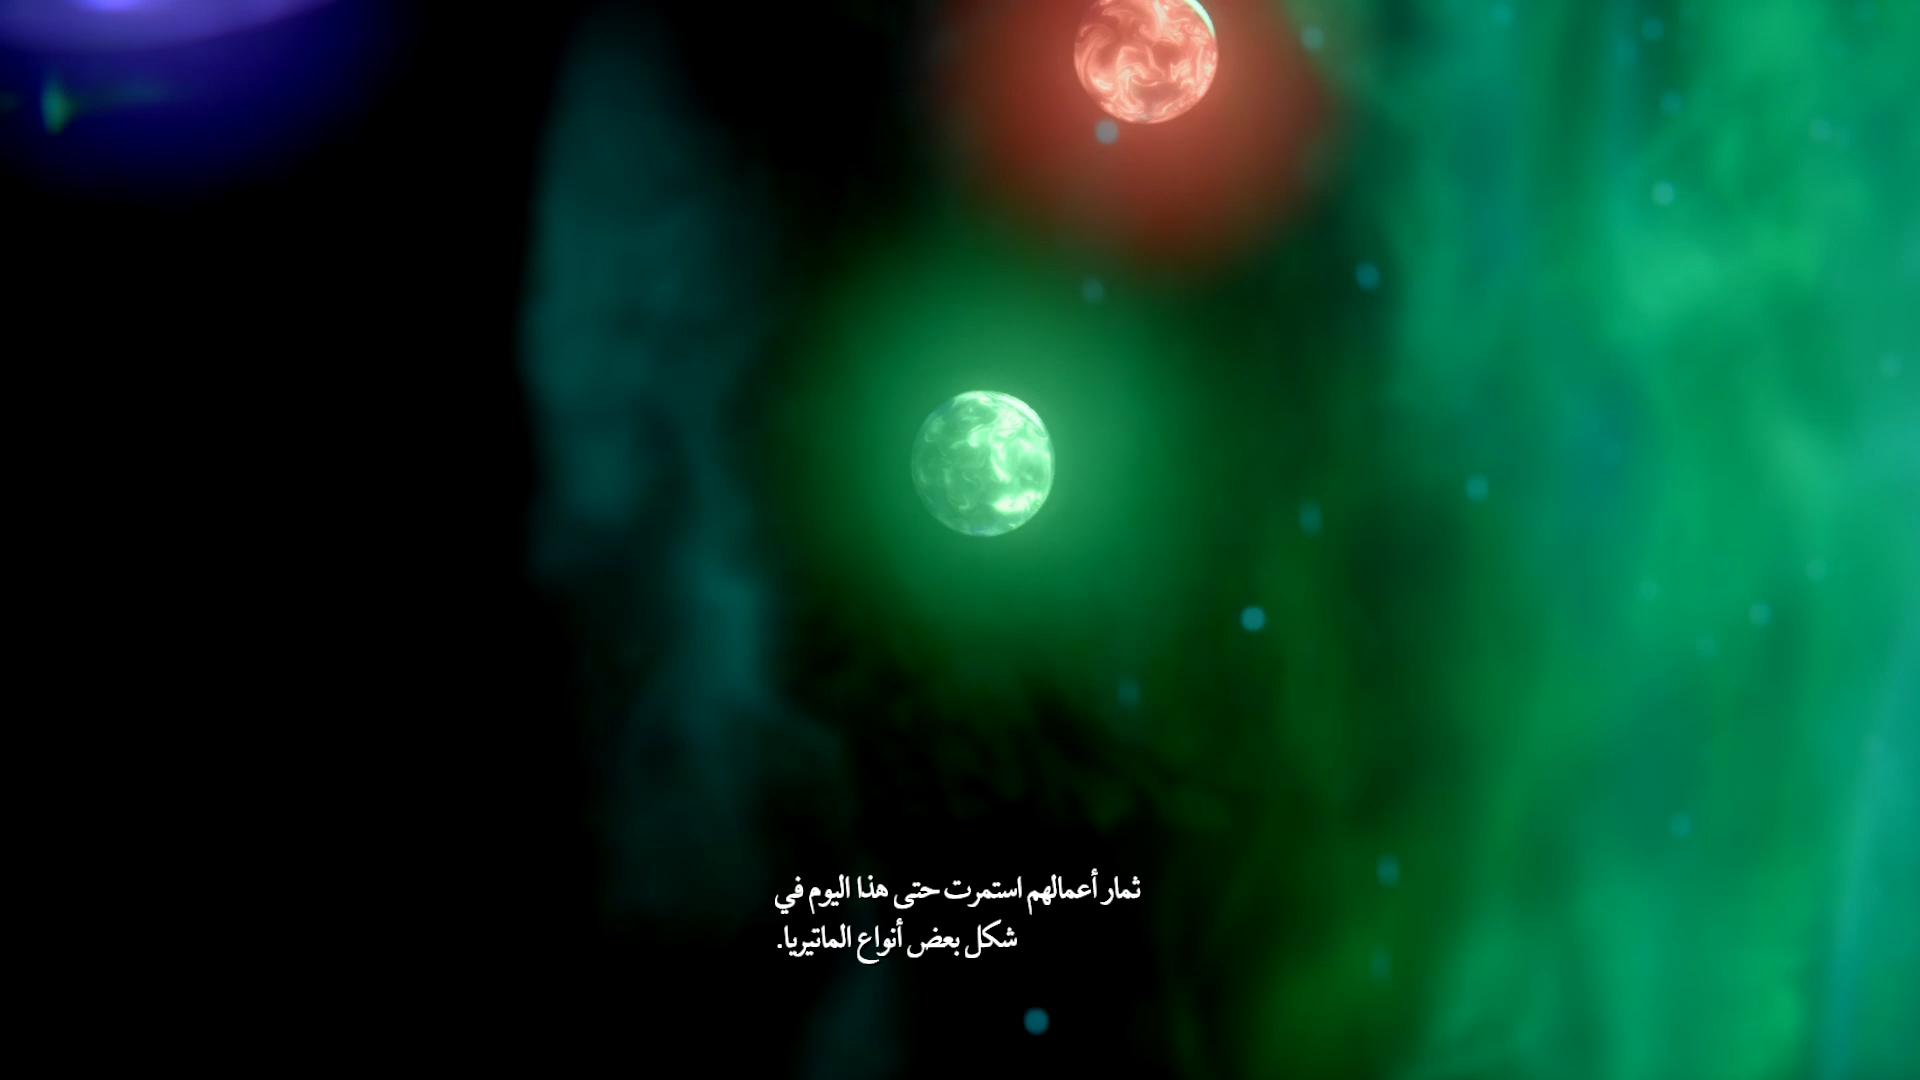 ثمار أعمالهم استمرت حتى هذا اليوم في
شكل بعض أنواع الماتيريا.